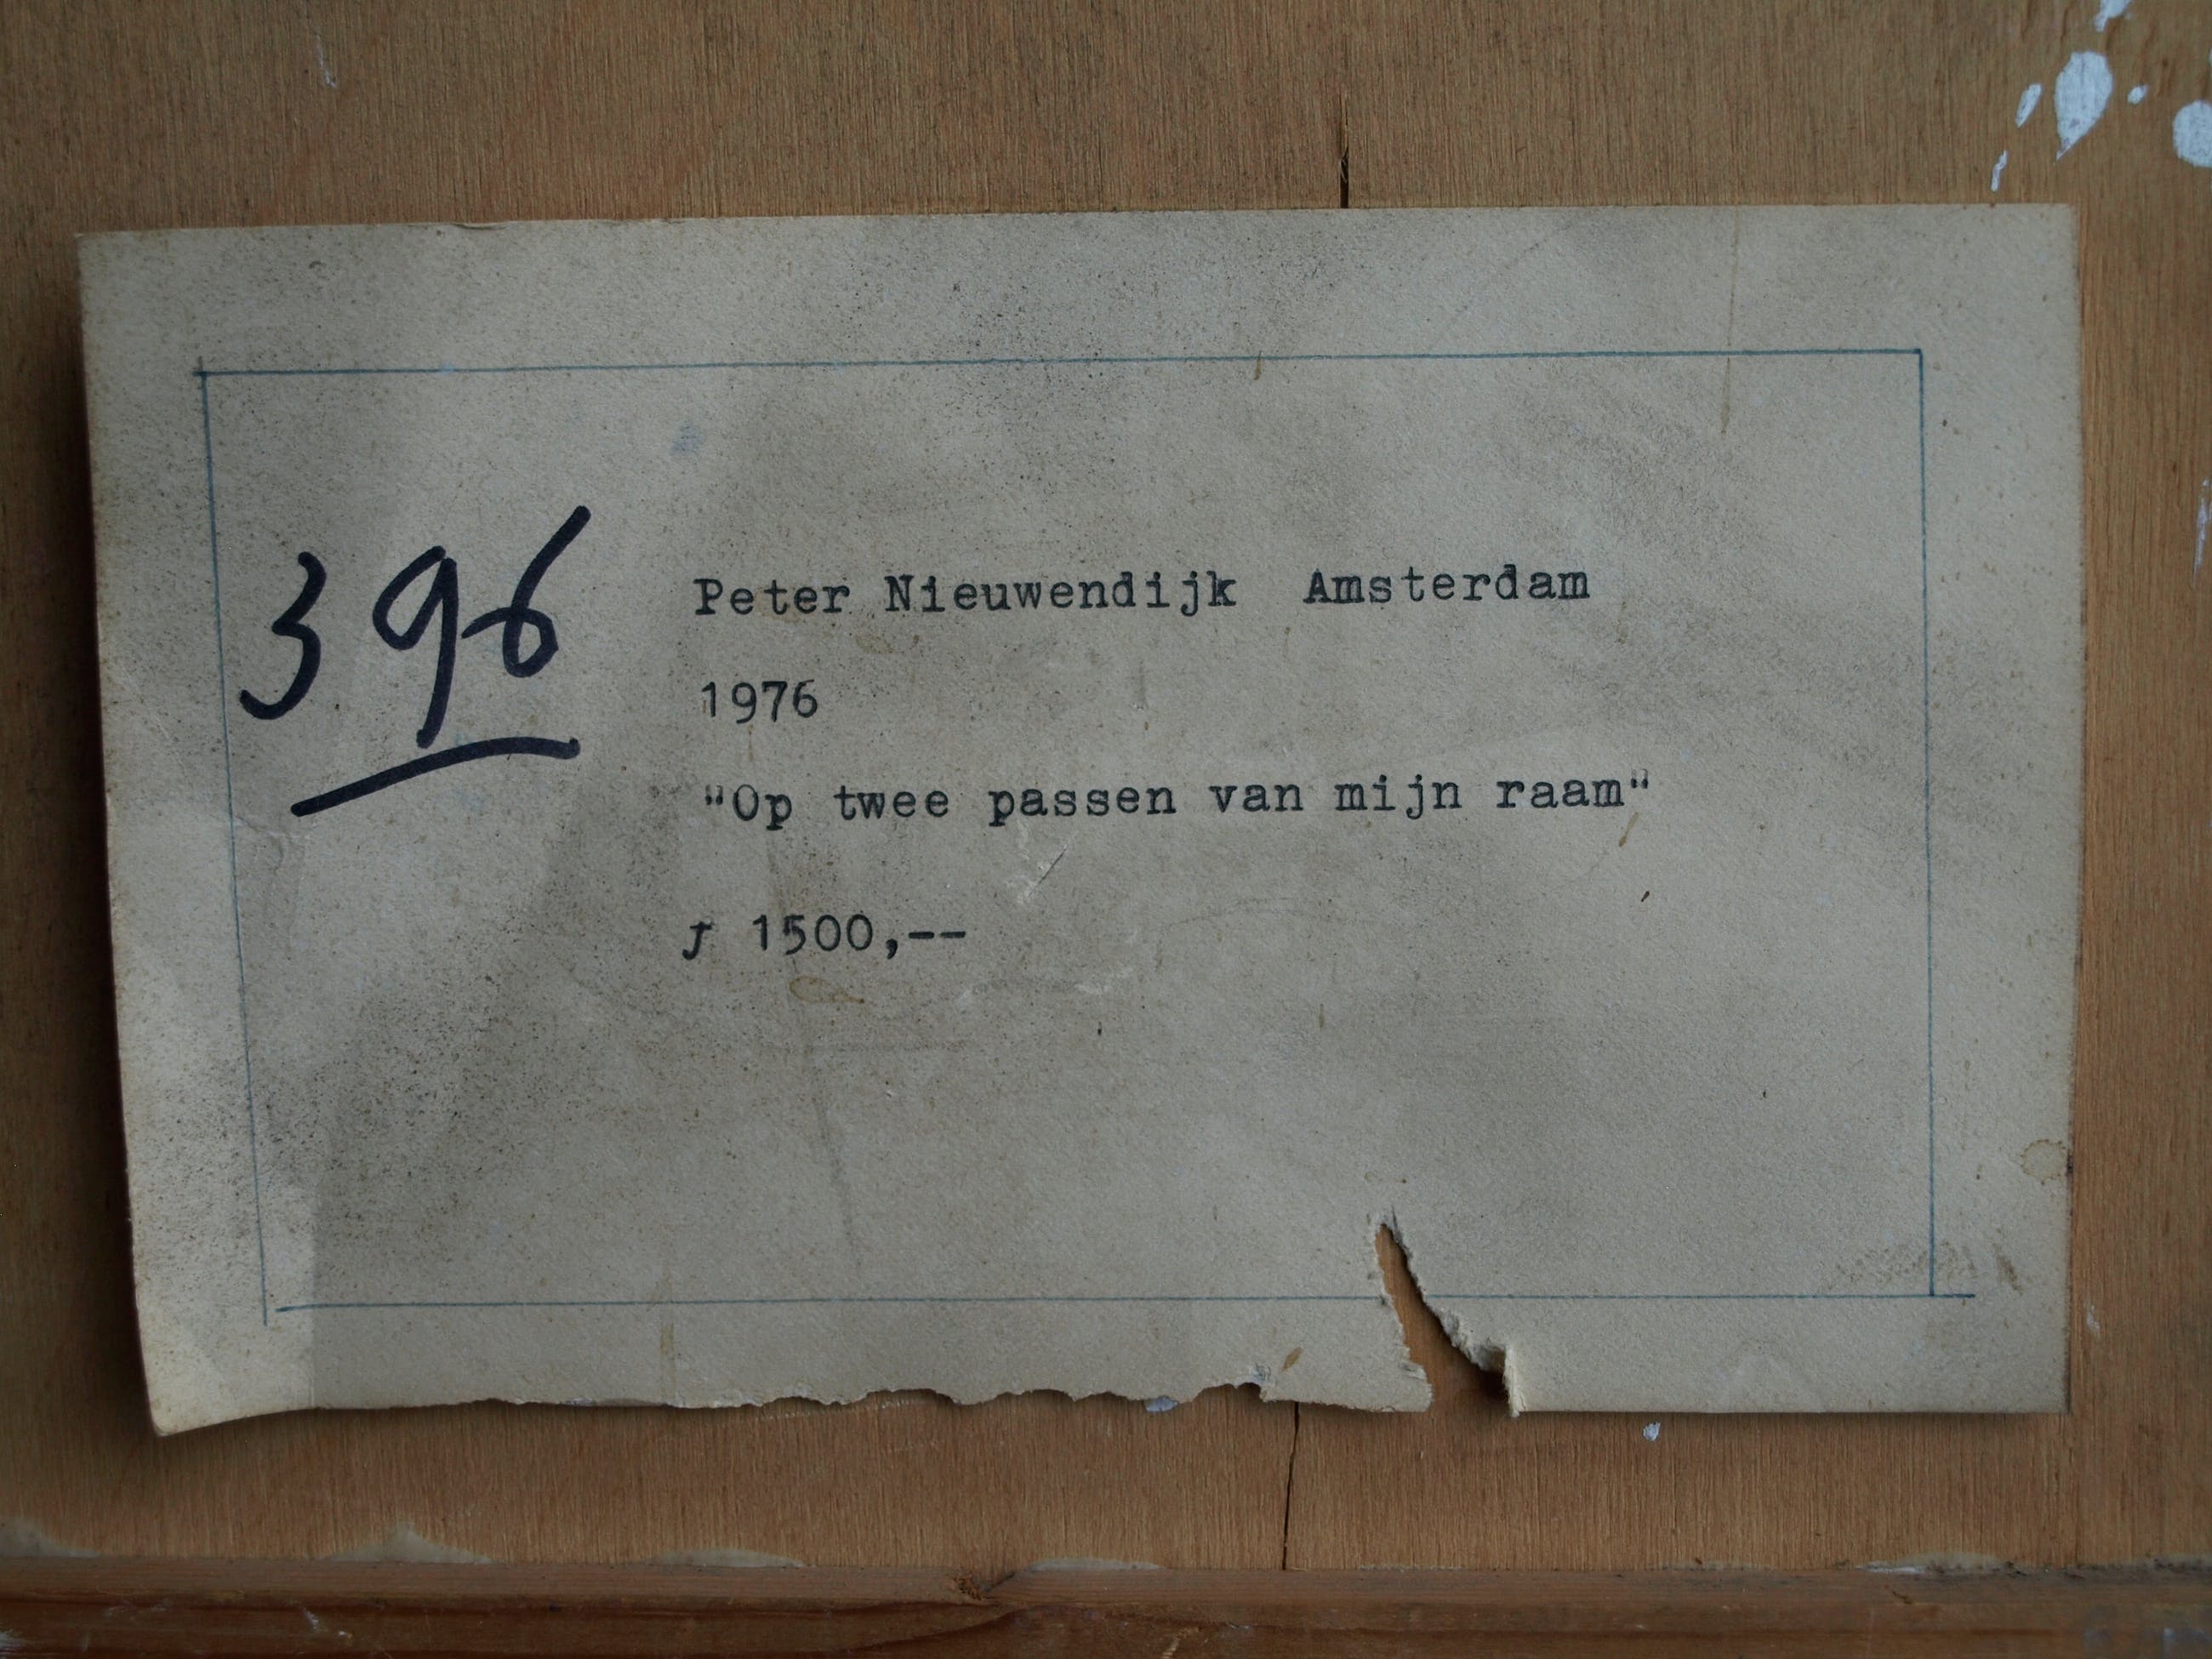 396
Peter Nieuwendijk Amsterdam
1976
"Op twee passen van mijn raam"
ƒ 1500,--